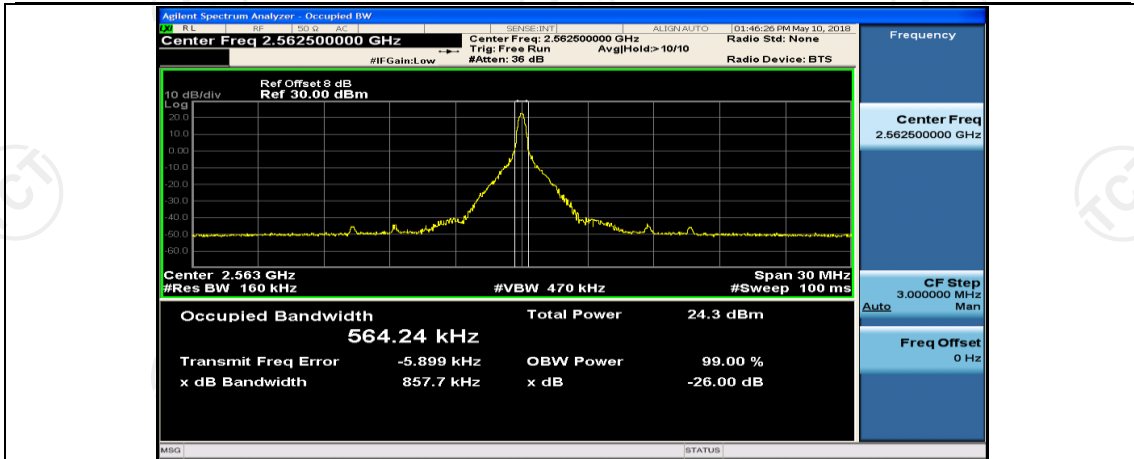 Agilent Spectrum Analyzer - Occupied BW
LXI RL RF 50 Ω AC SENSE:INT ALIGN AUTO 01:46:26 PM May 10, 2018
Center Freq 2.562500000 GHz
Center Freq: 2.562500000 GHz
Radio Std: None
Trig: Free Run Avg|Hold:> 10/10
#IFGain:Low
#Atten: 36 dB
Radio Device: BTS
Frequency
Ref Offset 8 dB
10 dB/div Ref 30.00 dBm
Log
20.0
10.0
0.00
-10.0
-20.0
-30.0
-40.0
-50.0
-60.0
Center 2.563 GHz Span 30 MHz
#Res BW 160 kHz #VBW 470 kHz #Sweep 100 ms
Center Freq
2.562500000 GHz
CF Step
3.000000 MHz
Auto Man
Freq Offset
0 Hz
Occupied Bandwidth Total Power 24.3 dBm
564.24 kHz
Transmit Freq Error -5.899 kHz OBW Power 99.00 %
x dB Bandwidth 857.7 kHz x dB -26.00 dB
MSG STATUS
TCT
TCT